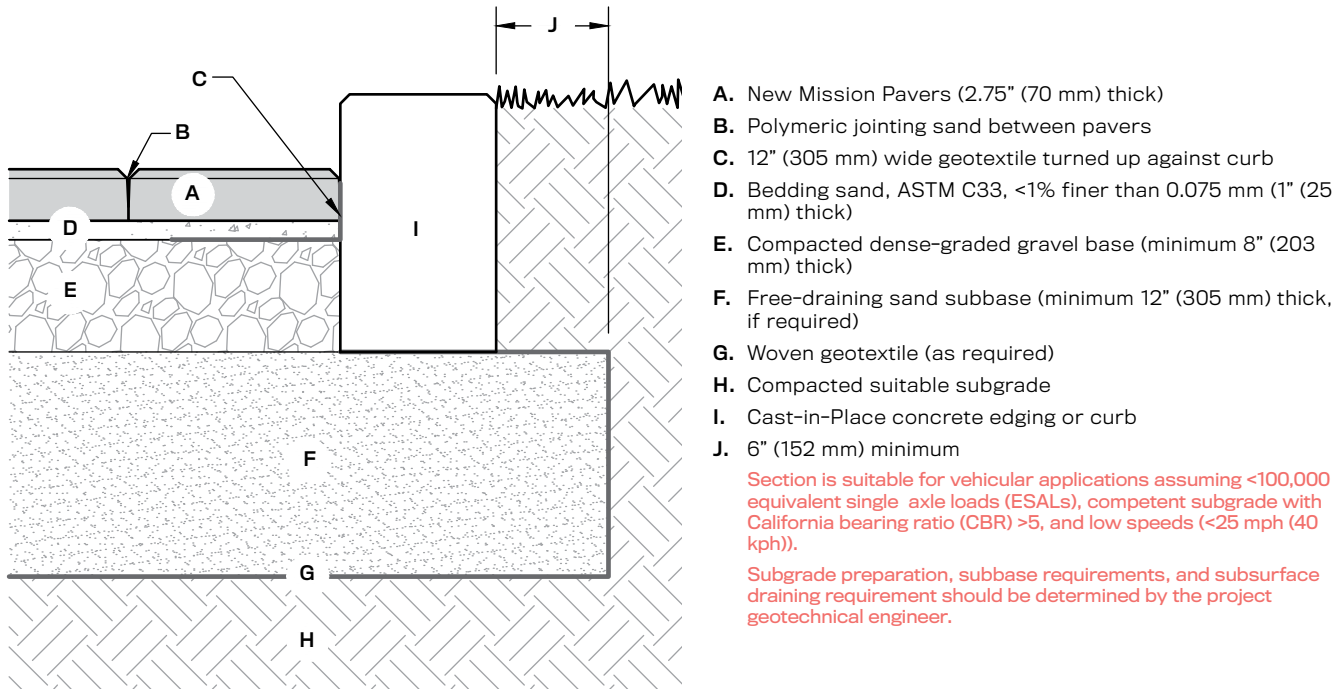 J
C
B
A
D
I
E
F
G
H
A. New Mission Pavers (2.75” (70 mm) thick)
B. Polymeric jointing sand between pavers
C. 12” (305 mm) wide geotextile turned up against curb
D. Bedding sand, ASTM C33, <1% finer than 0.075 mm (1” (25
mm) thick)
E. Compacted dense-graded gravel base (minimum 8” (203
mm) thick)
F. Free-draining sand subbase (minimum 12” (305 mm) thick,
if required)
G. Woven geotextile (as required)
H. Compacted suitable subgrade
I. Cast-in-Place concrete edging or curb
J. 6” (152 mm) minimum
Section is suitable for vehicular applications assuming <100,000
equivalent single axle loads (ESALs), competent subgrade with
California bearing ratio (CBR) >5, and low speeds (<25 mph (40
kph)).
Subgrade preparation, subbase requirements, and subsurface
draining requirement should be determined by the project
geotechnical engineer.